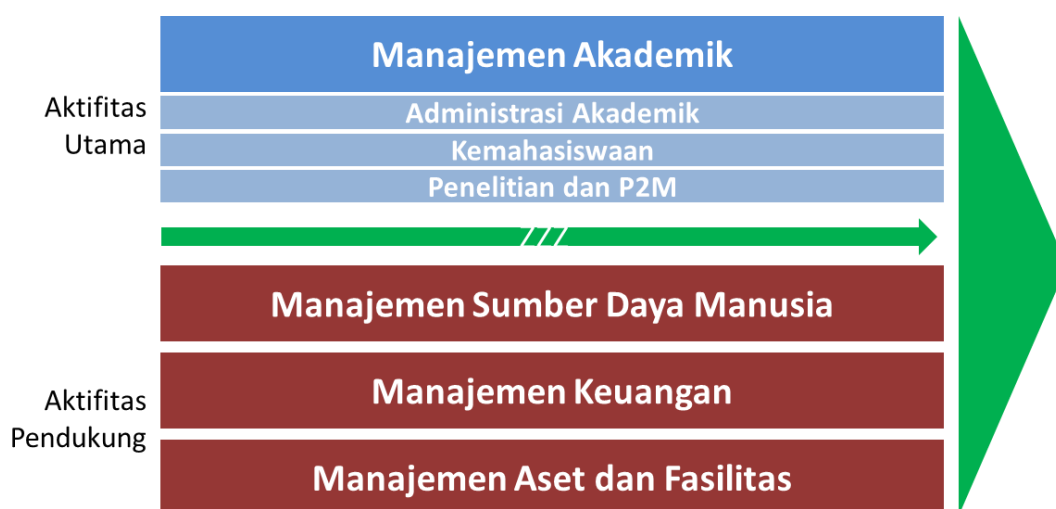 Manajemen Akademik
Aktifitas
Utama
Administrasi Akademik
Kemahasiswaan
Penelitian dan P2M
Manajemen Sumber Daya Manusia
Aktifitas
Pendukung
Manajemen Keuangan
Manajemen Aset dan Fasilitas